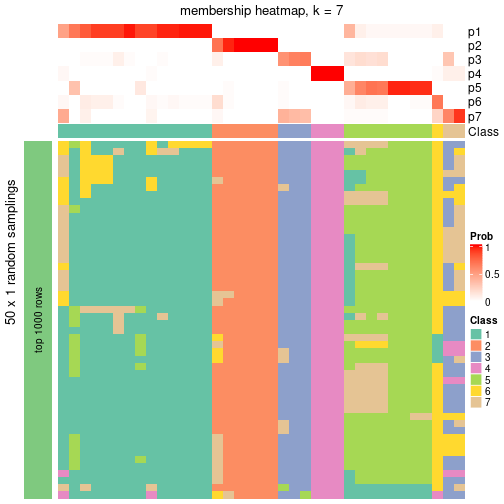 membership heatmap, k = 7
p1
p2
p3
p4
p5
p6
p7
Class
50 x 1 random samplings
top 1000 rows
Prob
1
0.5
0
Class
1
2
3
4
5
6
7